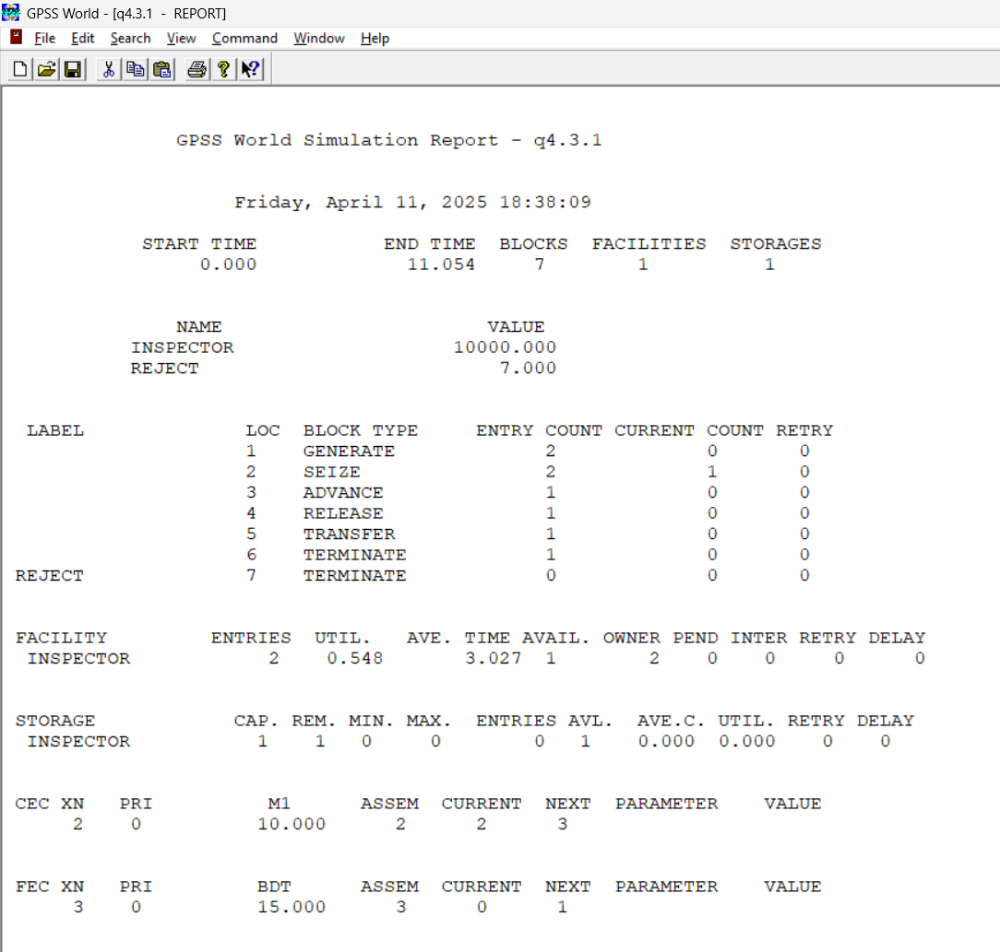 GPSS World - [q4.3.1 - REPORT]
File Edit Search View Command Window Help
GPSS World Simulation Report - q4.3.1
Friday, April 11, 2025 18:38:09
START TIME END TIME BLOCKS FACILITIES STORAGES
0.000 11.054 7 1 1
NAME VALUE
INSPECTOR 10000.000
REJECT 7.000
LABEL LOC BLOCK TYPE ENTRY COUNT CURRENT COUNT RETRY
1 GENERATE 2 0 0
2 SEIZE 2 1 0
3 ADVANCE 1 0 0
4 RELEASE 1 0 0
5 TRANSFER 1 0 0
6 TERMINATE 1 0 0
REJECT 7 TERMINATE 0 0 0
FACILITY ENTRIES UTIL. AVE. TIME AVAIL. OWNER PEND INTER RETRY DELAY
INSPECTOR 2 0.548 3.027 1 2 0 0 0 0
STORAGE CAP. REM. MIN. MAX. ENTRIES AVL. AVE.C. UTIL. RETRY DELAY
INSPECTOR 1 1 0 0 0 1 0.000 0.000 0 0
CEC XN PRI M1 ASSEM CURRENT NEXT PARAMETER VALUE
2 0 10.000 2 2 3
FEC XN PRI BDT ASSEM CURRENT NEXT PARAMETER VALUE
3 0 15.000 3 0 1